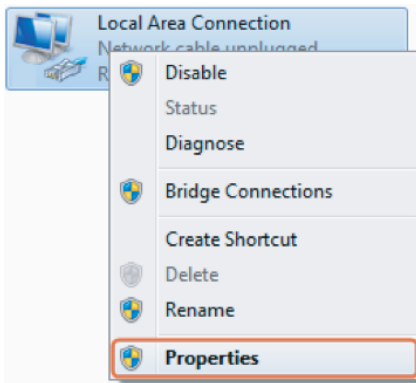 Local Area Connection
Network cable unplugged
R
Disable
Status
Diagnose
Bridge Connections
Create Shortcut
Delete
Rename
Properties